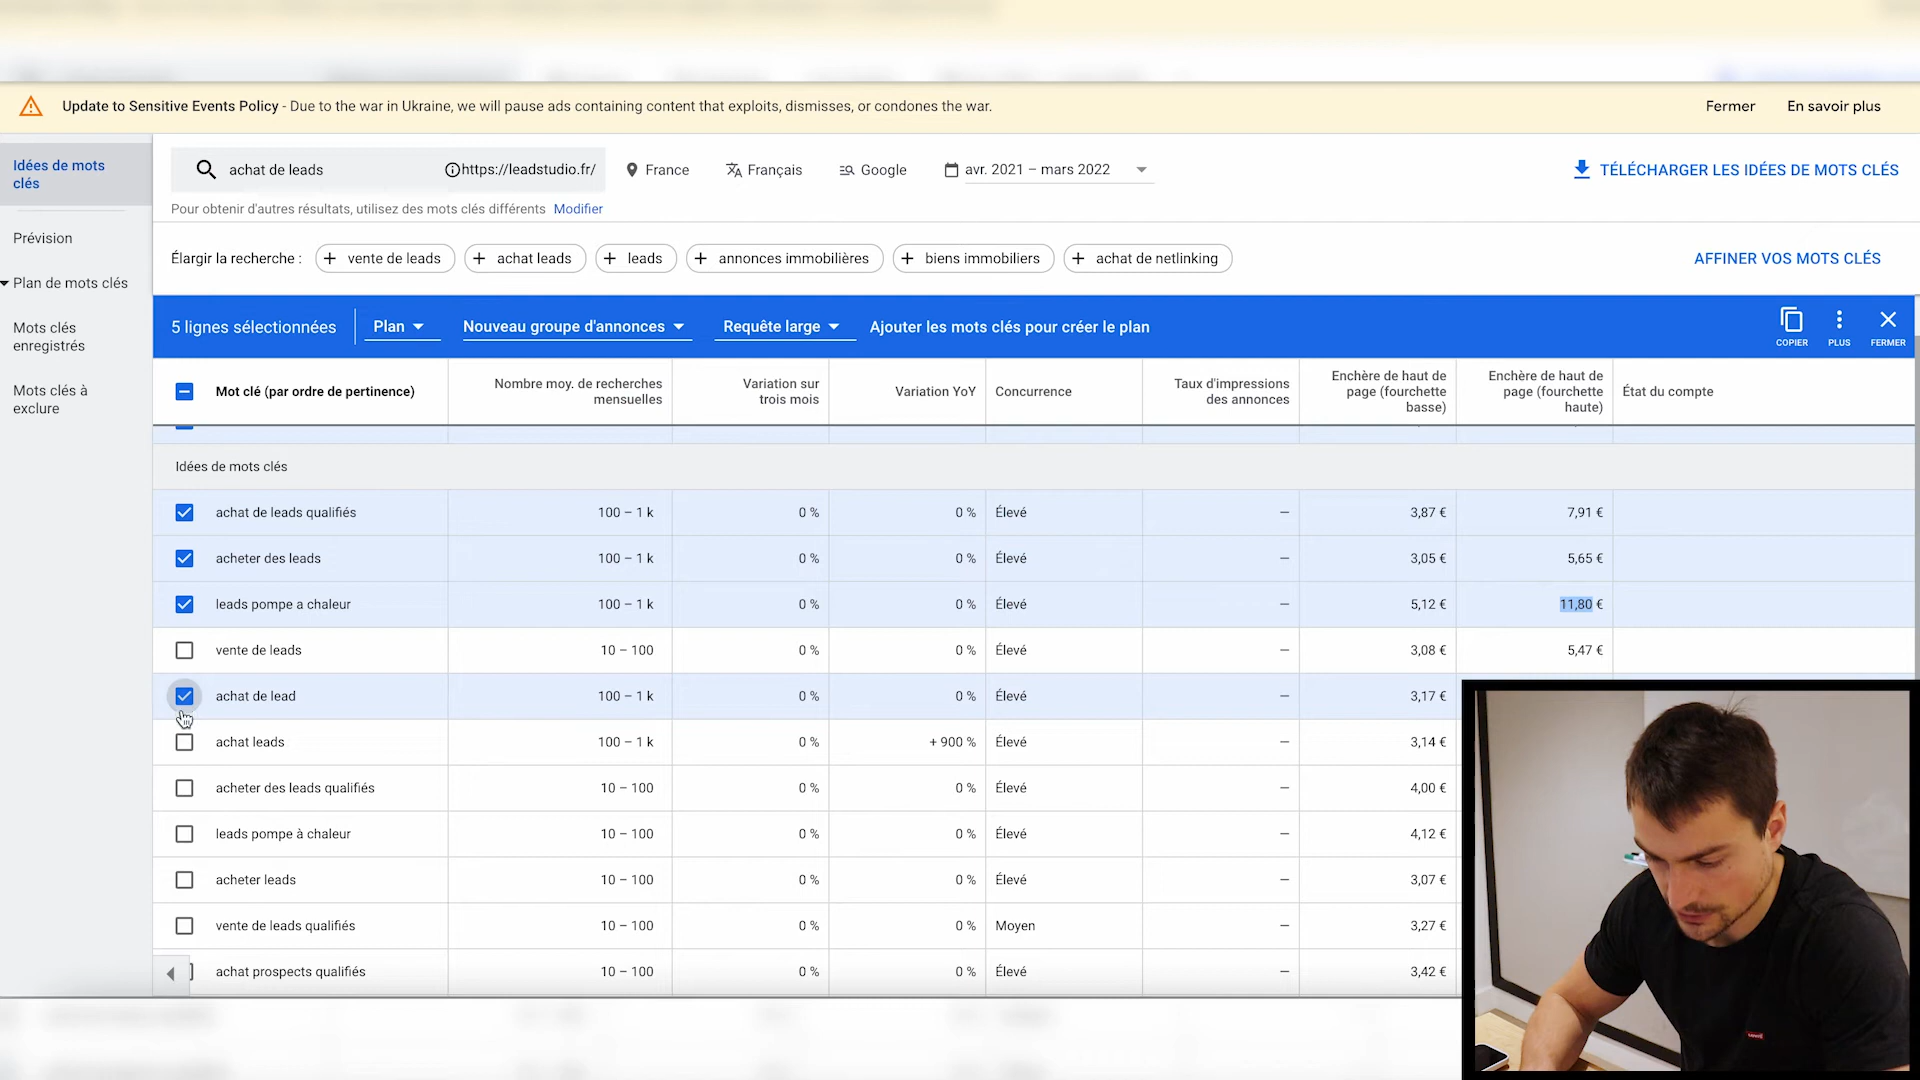 Update to Sensitive Events Policy - Due to the war in Ukraine, we will pause ads containing content that exploits, dismisses, or condones the war.
Fermer
En savoir plus
Idées de mots
clés
Prévision
Plan de mots clés
Mots clés
enregistrés
Mots clés à
exclure
achat de leads
https://leadstudio.fr/
France
Français
Google
avr. 2021 – mars 2022
TÉLÉCHARGER LES IDÉES DE MOTS CLÉS
Pour obtenir d'autres résultats, utilisez des mots clés différents Modifier
Élargir la recherche :
+ vente de leads
+ achat leads
+ leads
+ annonces immobilières
+ biens immobiliers
+ achat de netlinking
AFFINER VOS MOTS CLÉS
5 lignes sélectionnées
Plan
Nouveau groupe d'annonces
Requête large
Ajouter les mots clés pour créer le plan
COPIER
PLUS
FERMER
Mot clé (par ordre de pertinence)
Nombre moy. de recherches
mensuelles
Variation sur
trois mois
Variation YoY
Concurrence
Taux d'impressions
des annonces
Enchère de haut de
page (fourchette
basse)
Enchère de haut de
page (fourchette
haute)
État du compte
Idées de mots clés
achat de leads qualifiés 100 – 1 k 0 % 0 % Élevé — 3,87 € 7,91 €
acheter des leads 100 – 1 k 0 % 0 % Élevé — 3,05 € 5,65 €
leads pompe a chaleur 100 – 1 k 0 % 0 % Élevé — 5,12 € 11,80 €
vente de leads 10 – 100 0 % 0 % Élevé — 3,08 € 5,47 €
achat de lead 100 – 1 k 0 % 0 % Élevé — 3,17 €
achat leads 100 – 1 k 0 % + 900 % Élevé — 3,14 €
acheter des leads qualifiés 10 – 100 0 % 0 % Élevé — 4,00 €
leads pompe à chaleur 10 – 100 0 % 0 % Élevé — 4,12 €
acheter leads 10 – 100 0 % 0 % Élevé — 3,07 €
vente de leads qualifiés 10 – 100 0 % 0 % Moyen — 3,27 €
achat prospects qualifiés 10 – 100 0 % 0 % Élevé — 3,42 €